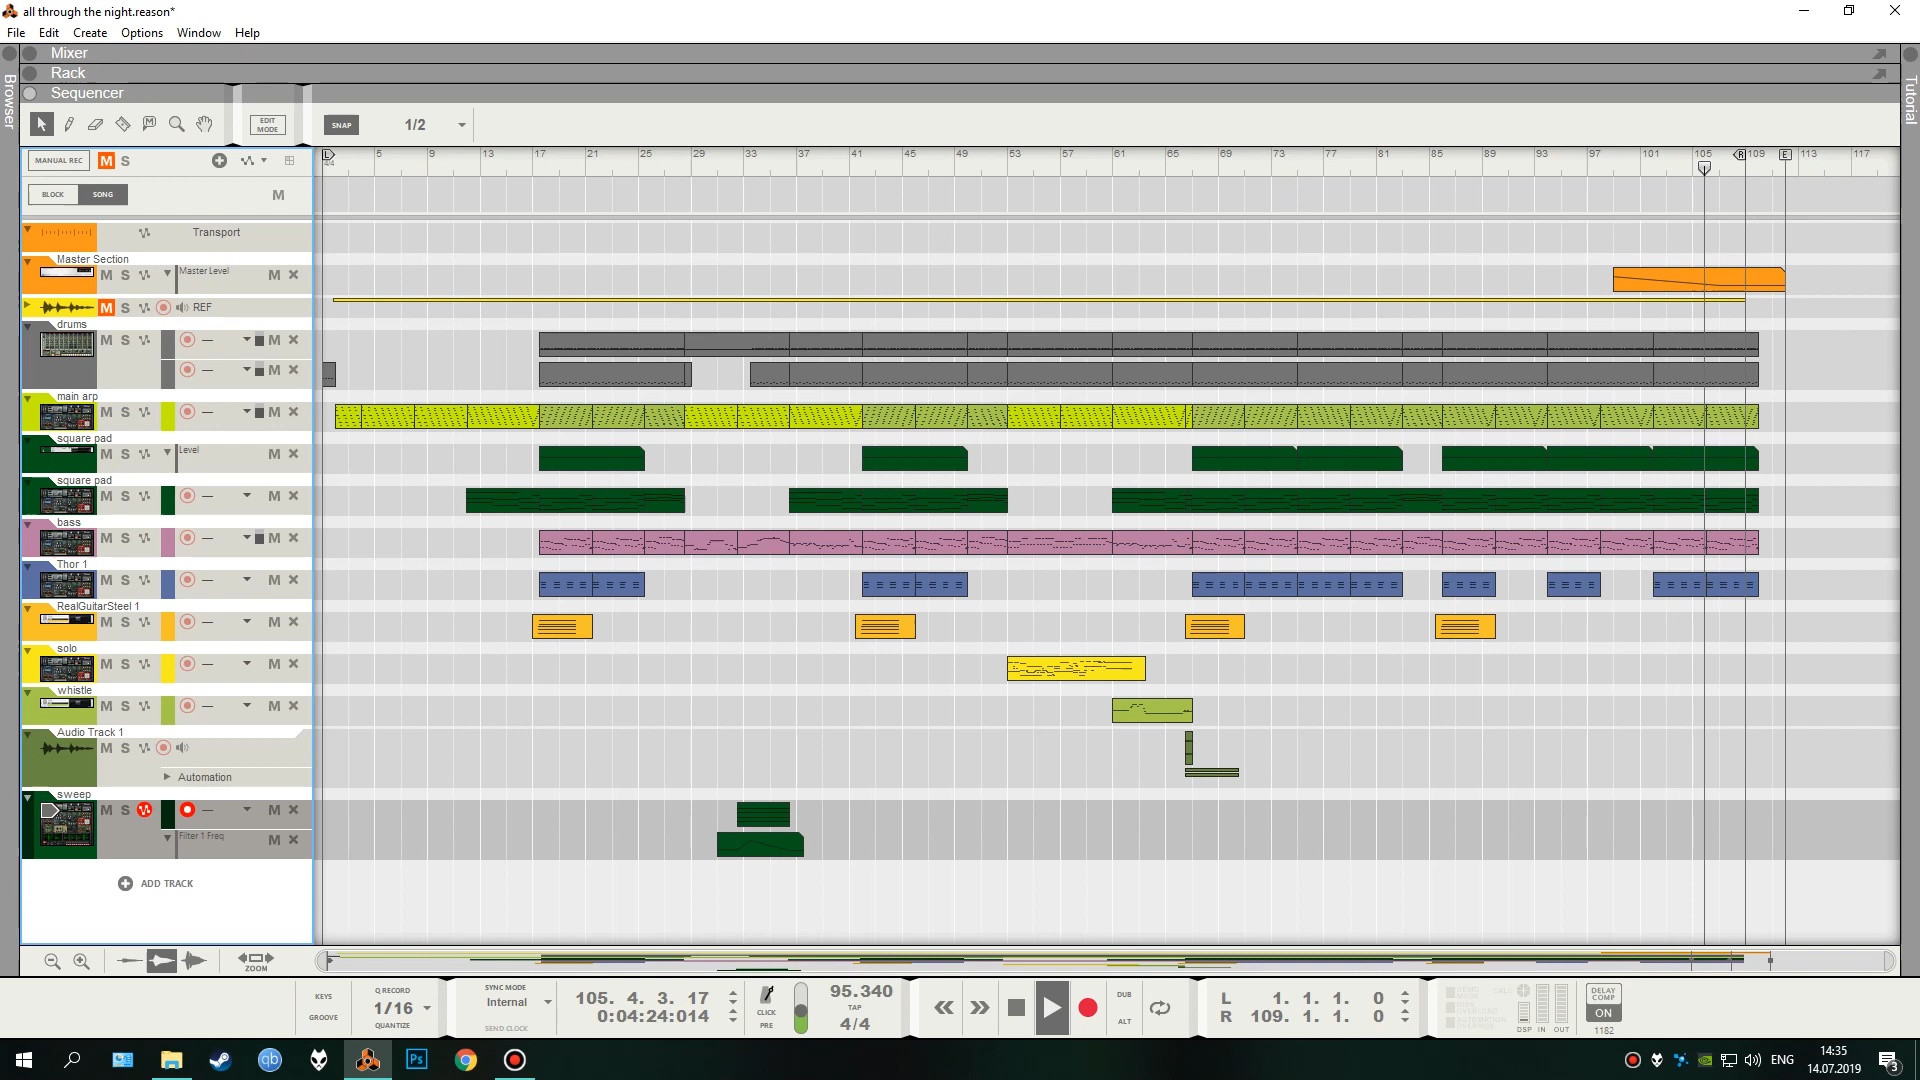 all through the night.reason*
File Edit Create Options Window Help
Mixer
Rack
Sequencer
Browser
Tutorial
EDIT MODE
SNAP
1/2
MANUAL REC M S
BLOCK SONG M
L 4/4 5 9 13 17 21 25 29 33 37 41 45 49 53 57 61 65 69 73 77 81 85 89 93 97 101 105 R 109 E 113 117
Transport
Master Section
M S Master Level M
M S REF
drums
M S M
M
main arp
M S M
square pad
M S Level M
square pad
M S M
bass
M S M
Thor 1
M S M
RealGuitarSteel 1
M S M
solo
M S M
whistle
M S M
Audio Track 1
M S
Automation
sweep
M S M
Filter 1 Freq M
ADD TRACK
ZOOM
KEYS
GROOVE
Q RECORD
1/16
QUANTIZE
SYNC MODE
Internal
SEND CLOCK
105. 4. 3. 17
0:04:24:014
CLICK
PRE
95.340
TAP
4/4
DUB
ALT
L 1. 1. 1. 0
R 109. 1. 1. 0
CALC
DSP IN OUT
DELAY COMP
ON
1182
Ps
qb
ENG
14:35
14.07.2019
3